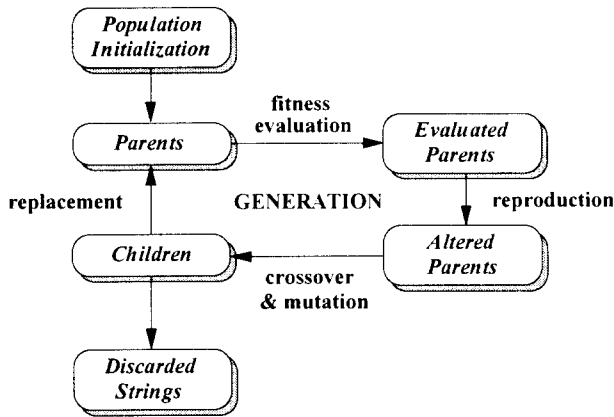 Population
Initialization
fitness
evaluation
Parents
Evaluated
Parents
replacement
GENERATION
reproduction
Children
Altered
Parents
crossover
& mutation
Discarded
Strings